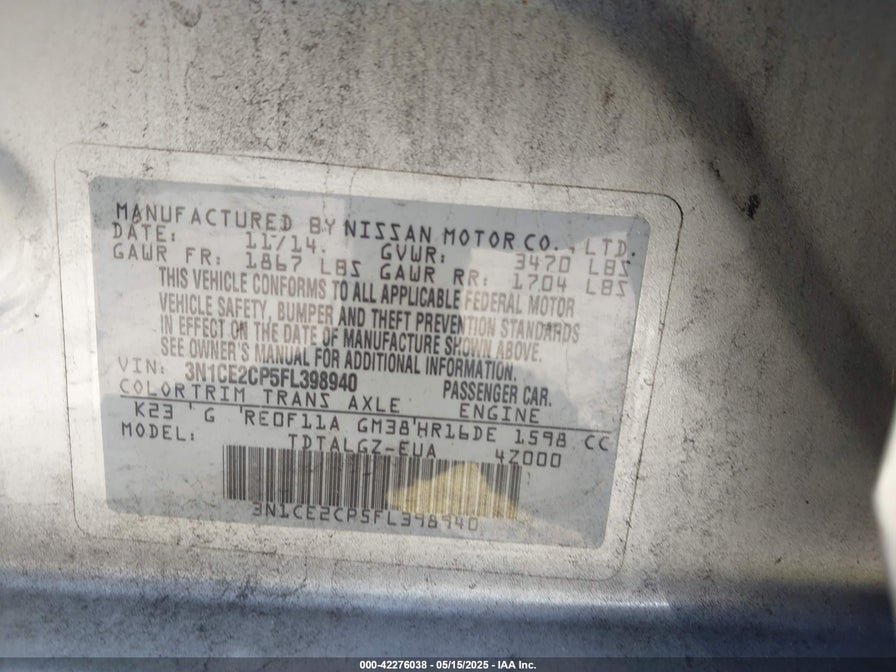 MANUFACTURED BY NISSAN MOTOR CO., LTD.
DATE: 11/14. GVWR: 3470 LBS
GAWR FR: 1867 LBS GAWR RR: 1704 LBS
THIS VEHICLE CONFORMS TO ALL APPLICABLE FEDERAL MOTOR
VEHICLE SAFETY, BUMPER AND THEFT PREVENTION STANDARDS
IN EFFECT ON THE DATE OF MANUFACTURE SHOWN ABOVE.
SEE OWNER'S MANUAL FOR ADDITIONAL INFORMATION.
VIN: 3N1CE2CP5FL398940 PASSENGER CAR.
COLOR TRIM TRANS AXLE ENGINE
K23 G RE0F11A GM38 HR16DE 1598 CC
MODEL: TDTALGZ-EUA 4Z000
3N1CE2CP5FL398940
000-42276038 - 05/15/2025 - IAA Inc.